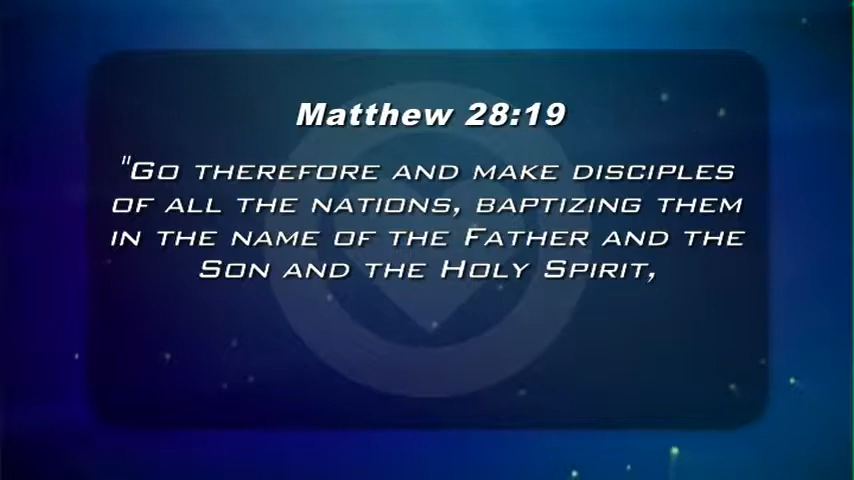 Matthew 28:19
"Go therefore and make disciples
of all the nations, baptizing them
in the name of the Father and the
Son and the Holy Spirit,